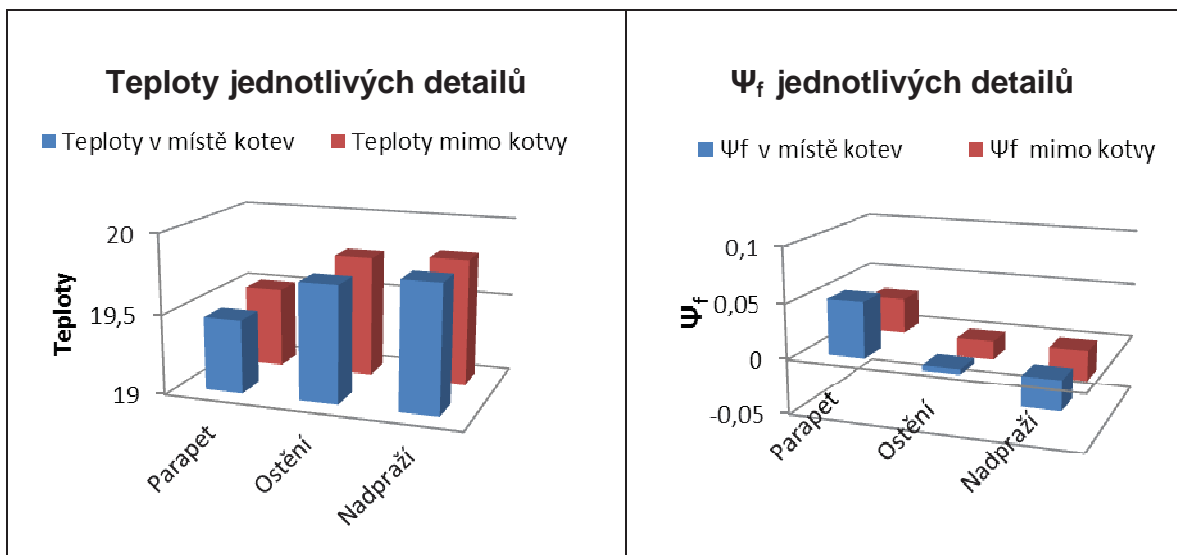 Teploty jednotlivých detailů
Teploty v místě kotev
Teploty mimo kotvy
20
19,5
19
Teploty
Parapet
Ostění
Nadpraží
Ψf jednotlivých detailů
Ψf v místě kotev
Ψf mimo kotvy
0,1
0,05
0
-0,05
Ψf
Parapet
Ostění
Nadpraží